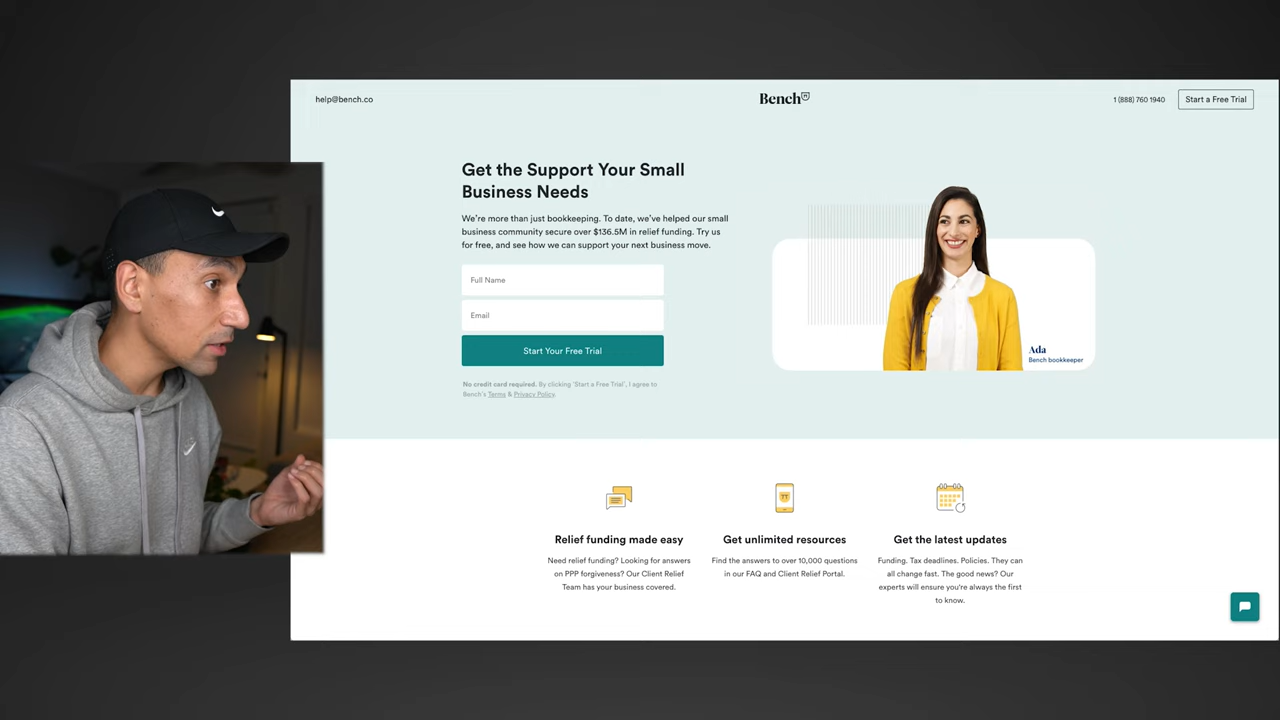 help@bench.co
Bench
1 (888) 760 1940
Start a Free Trial
Get the Support Your Small
Business Needs
We're more than just bookkeeping. To date, we've helped our small
business community secure over $136.5M in relief funding. Try us
for free, and see how we can support your next business move.
Full Name
Email
Start Your Free Trial
No credit card required. By clicking 'Start a Free Trial', I agree to
Bench's Terms & Privacy Policy.
Ada
Bench bookkeeper
Relief funding made easy
Need relief funding? Looking for answers
on PPP forgiveness? Our Client Relief
Team has your business covered.
Get unlimited resources
Find the answers to over 10,000 questions
in our FAQ and Client Relief Portal.
Get the latest updates
Funding. Tax deadlines. Policies. They can
all change fast. The good news? Our
experts will ensure you're always the first
to know.